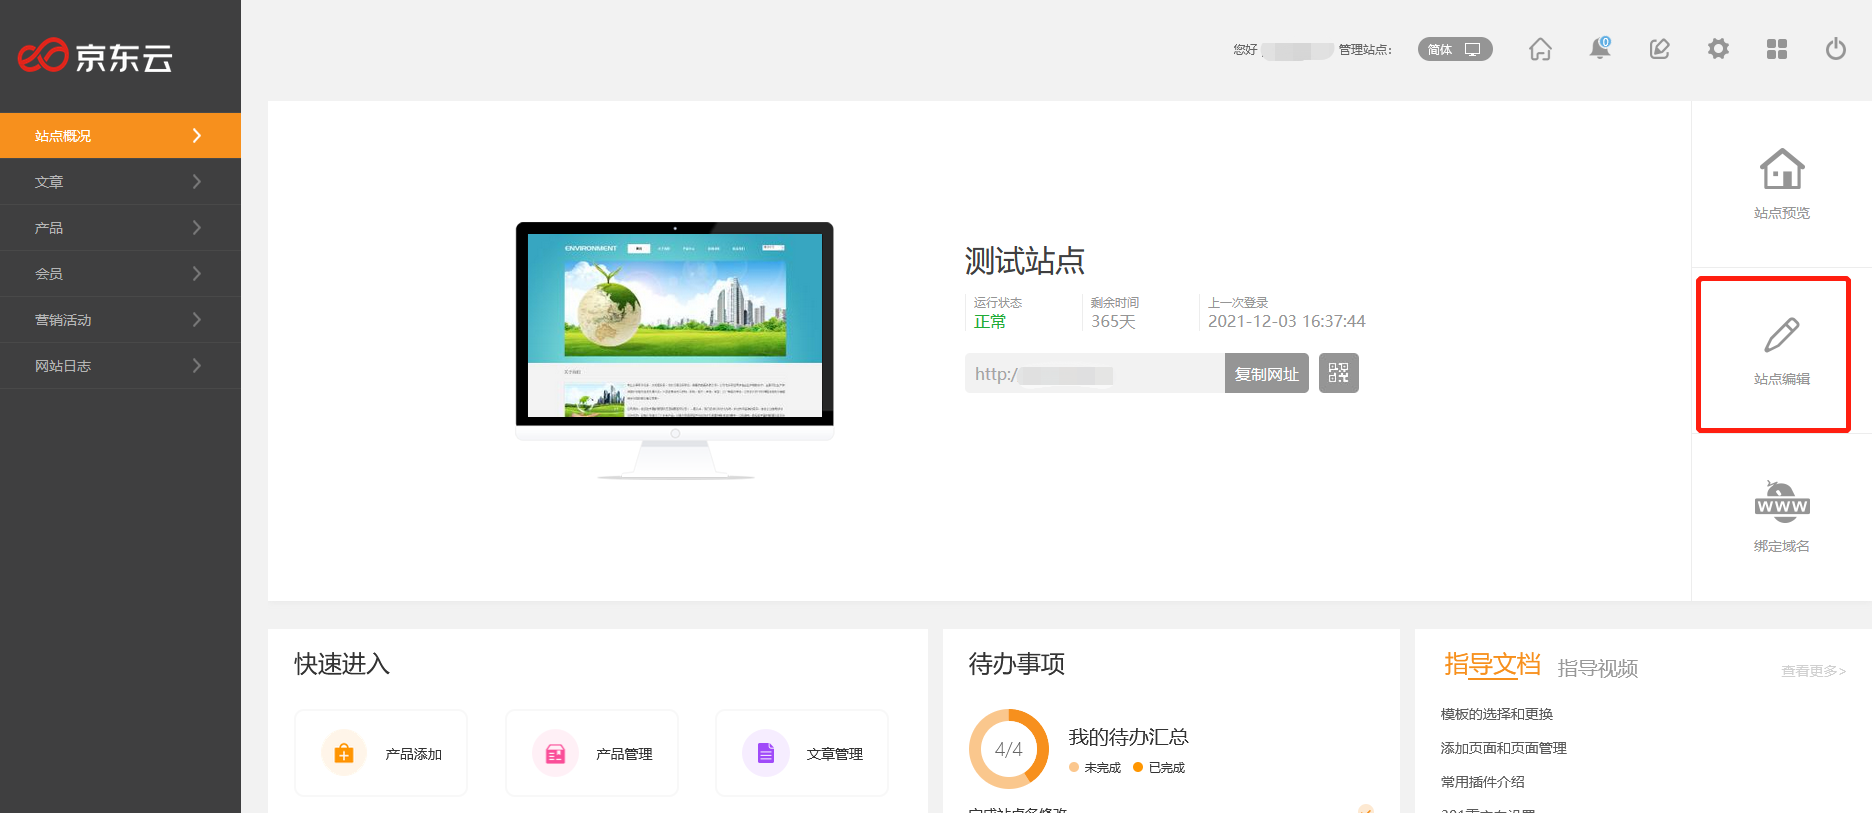 京东云
您好 管理站点:
简体
0
站点概况
文章
产品
会员
营销活动
网站日志
ENVIRONMENT
测试站点
运行状态
正常
剩余时间
365天
上一次登录
2021-12-03 16:37:44
http:/
复制网址
站点预览
站点编辑
WWW
绑定域名
快速进入
产品添加
产品管理
文章管理
待办事项
4/4
我的待办汇总
未完成
已完成
指导文档
指导视频
查看更多>
模板的选择和更换
添加页面和页面管理
常用插件介绍